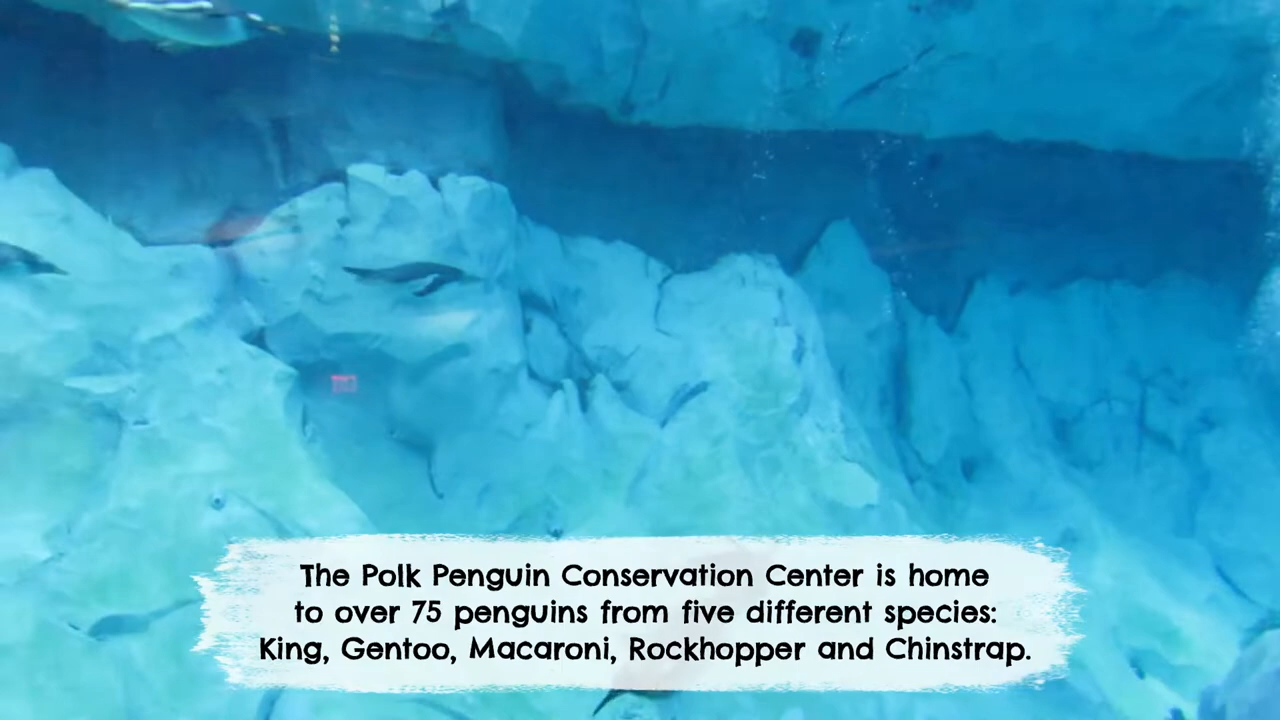 The Polk Penguin Conservation Center is home
to over 75 penguins from five different species:
King, Gentoo, Macaroni, Rockhopper and Chinstrap.